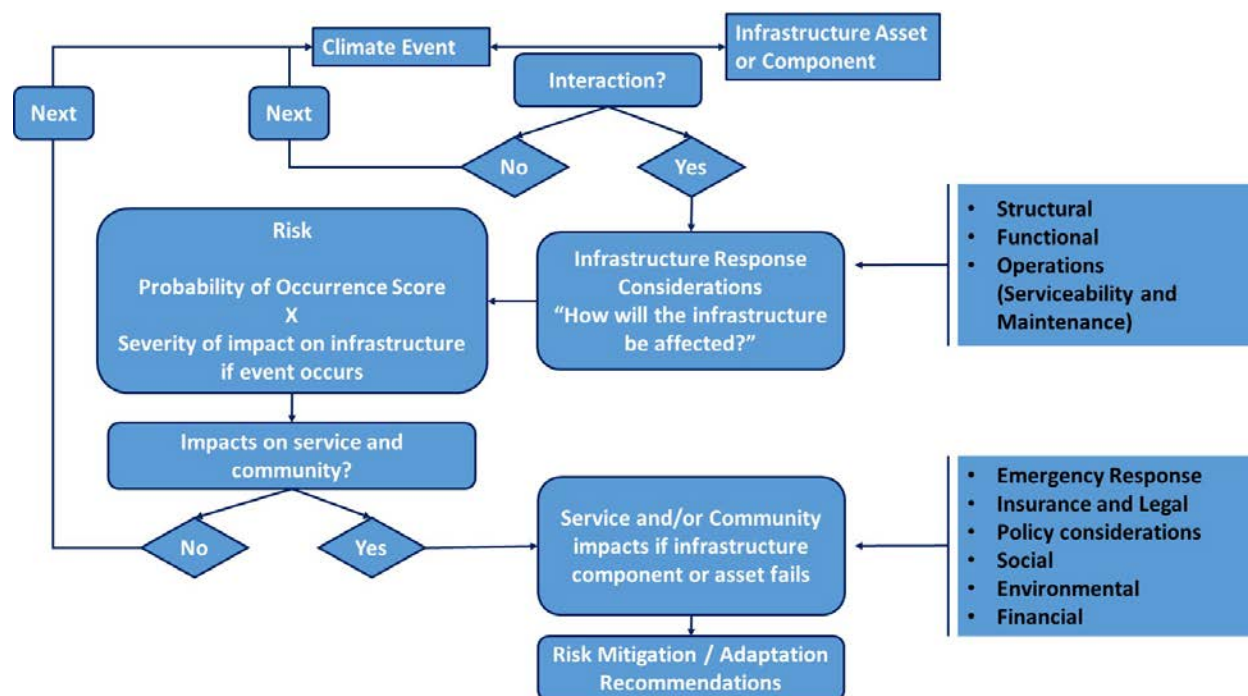 Climate Event
Infrastructure Asset
or Component
Interaction?
Next
Next
No
Yes
Risk
Probability of Occurrence Score
X
Severity of impact on infrastructure
if event occurs
Infrastructure Response
Considerations
“How will the infrastructure
be affected?”
• Structural
• Functional
• Operations
(Serviceability and
Maintenance)
Impacts on service and
community?
No
Yes
Service and/or Community
impacts if infrastructure
component or asset fails
• Emergency Response
• Insurance and Legal
• Policy considerations
• Social
• Environmental
• Financial
Risk Mitigation / Adaptation
Recommendations